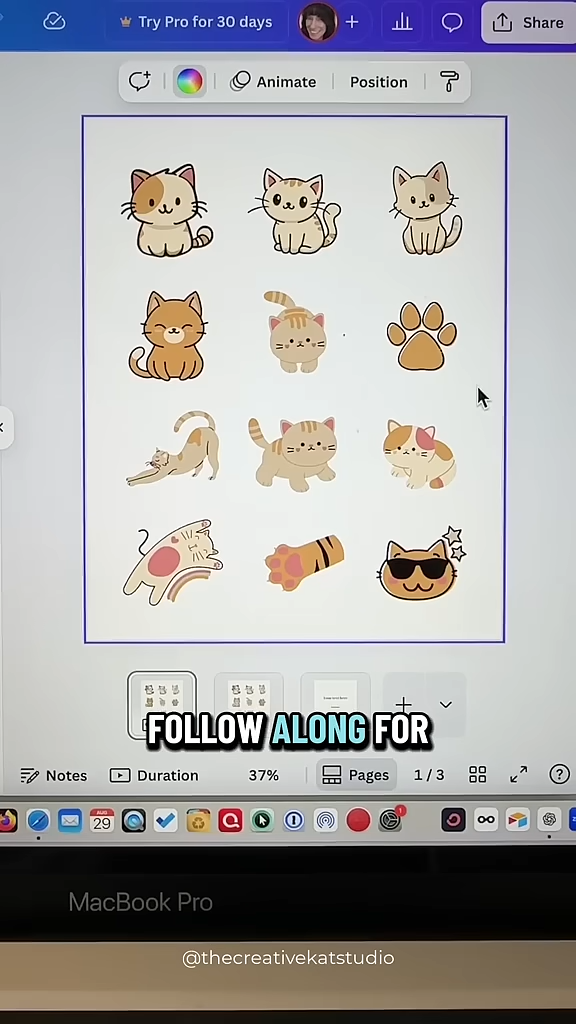 Try Pro for 30 days
Share
Animate
Position
FOLLOW ALONG FOR
Notes
Duration
37%
Pages
1 / 3
?
AUG
29
1
MacBook Pro
@thecreativekatstudio